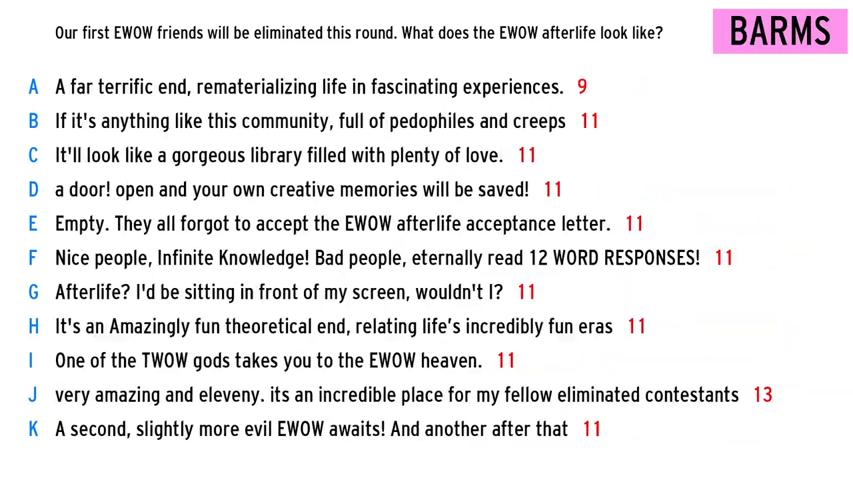 Our first EWOW friends will be eliminated this round. What does the EWOW afterlife look like?
BARMS
A A far terrific end, rematerializing life in fascinating experiences. 9
B If it's anything like this community, full of pedophiles and creeps 11
C It'll look like a gorgeous library filled with plenty of love. 11
D a door! open and your own creative memories will be saved! 11
E Empty. They all forgot to accept the EWOW afterlife acceptance letter. 11
F Nice people, Infinite Knowledge! Bad people, eternally read 12 WORD RESPONSES! 11
G Afterlife? I'd be sitting in front of my screen, wouldn't I? 11
H It's an Amazingly fun theoretical end, relating life’s incredibly fun eras 11
I One of the TWOW gods takes you to the EWOW heaven. 11
J very amazing and eleveny. its an incredible place for my fellow eliminated contestants 13
K A second, slightly more evil EWOW awaits! And another after that 11